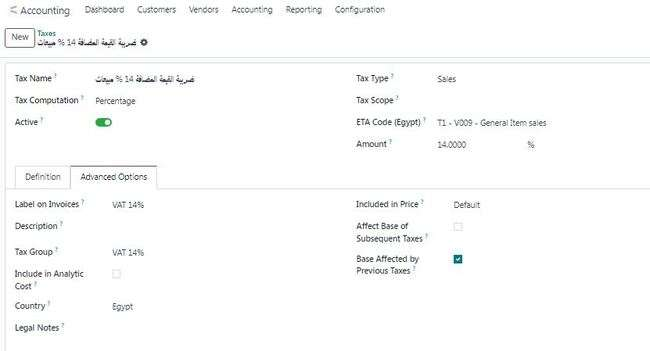 Accounting Dashboard Customers Vendors Accounting Reporting Configuration
New Taxes
ضريبة القيمة المضافة 14 % مبيعات
Tax Name ? ضريبة القيمة المضافة 14 % مبيعات Tax Type ? Sales
Tax Computation ? Percentage Tax Scope ?
Active ? ETA Code (Egypt) ? T1 - V009 - General Item sales
Amount ? 14.0000 %
Definition Advanced Options
Label on Invoices ? VAT 14% Included in Price ? Default
Description ? Affect Base of
Subsequent Taxes ?
Tax Group ? VAT 14% Base Affected by
Previous Taxes ?
Include in Analytic
Cost ?
Country ? Egypt
Legal Notes ?